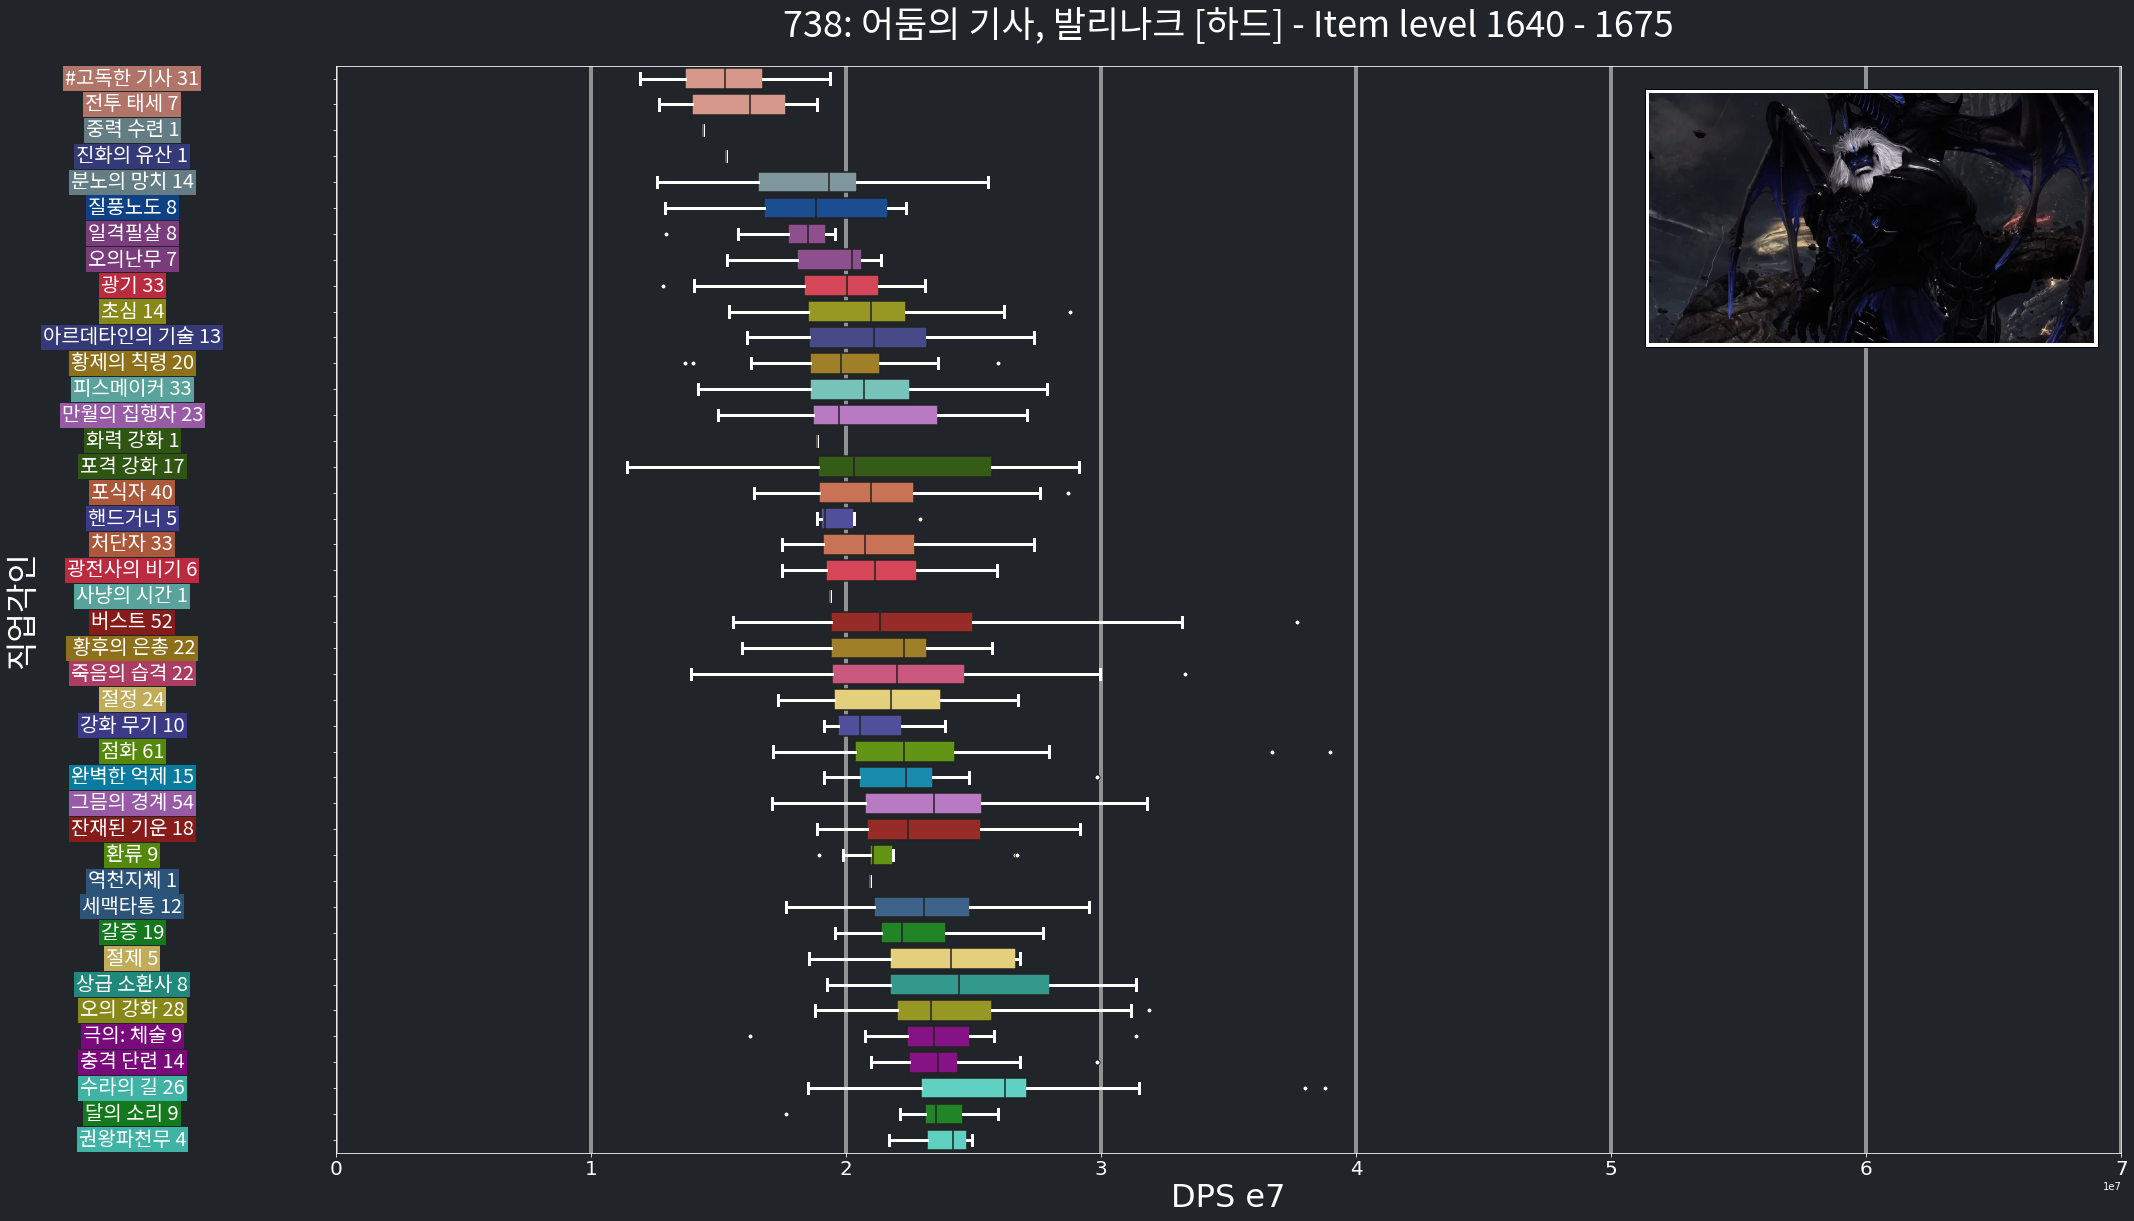 738: 어둠의 기사, 발리나크 [하드] - Item level 1640 - 1675
#고독한 기사 31
전투 태세 7
중력 수련 1
진화의 유산 1
분노의 망치 14
질풍노도 8
일격필살 8
오의난무 7
광기 33
초심 14
아르데타인의 기술 13
황제의 칙령 20
피스메이커 33
만월의 집행자 23
화력 강화 1
포격 강화 17
포식자 40
핸드거너 5
처단자 33
광전사의 비기 6
사냥의 시간 1
버스트 52
황후의 은총 22
죽음의 습격 22
절정 24
강화 무기 10
점화 61
완벽한 억제 15
그믐의 경계 54
잔재된 기운 18
환류 9
역천지체 1
세맥타통 12
갈증 19
절제 5
상급 소환사 8
오의 강화 28
극의: 체술 9
충격 단련 14
수라의 길 26
달의 소리 9
권왕파천무 4
직업각인
0 1 2 3 4 5 6 7
1e7
DPS e7